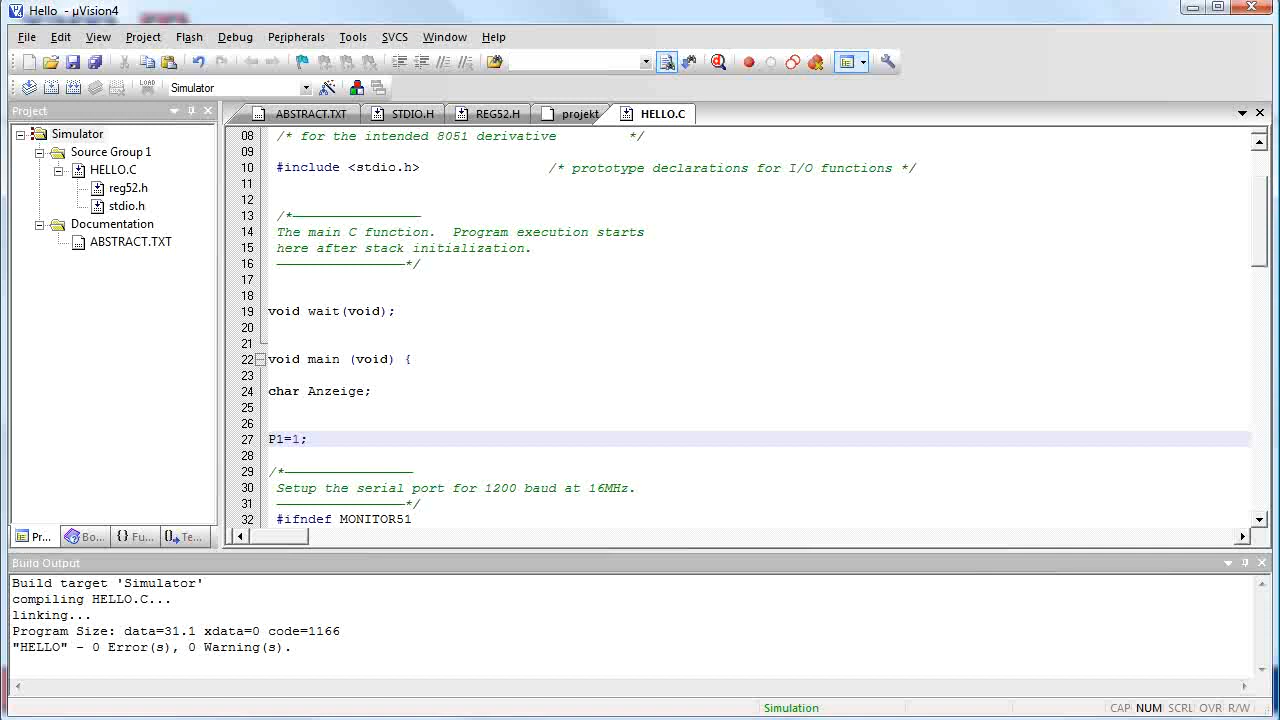 Hello - µVision4
File Edit View Project Flash Debug Peripherals Tools SVCS Window Help
LOAD Simulator
Project
ABSTRACT.TXT STDIO.H REG52.H projekt HELLO.C
Simulator
Source Group 1
HELLO.C
reg52.h
stdio.h
Documentation
ABSTRACT.TXT
Pr... Bo... {} Fu... Te...
08 /* for the intended 8051 derivative */
09
10 #include <stdio.h> /* prototype declarations for I/O functions */
11
12
13 /*————————————————
14 The main C function. Program execution starts
15 here after stack initialization.
16 ————————————————*/
17
18
19 void wait(void);
20
21
22 void main (void) {
23
24 char Anzeige;
25
26
27 P1=1;
28
29 /*————————————————
30 Setup the serial port for 1200 baud at 16MHz.
31 ————————————————*/
32 #ifndef MONITOR51
Build Output
Build target 'Simulator'
compiling HELLO.C...
linking...
Program Size: data=31.1 xdata=0 code=1166
"HELLO" - 0 Error(s), 0 Warning(s).
Simulation CAP NUM SCRL OVR R/W